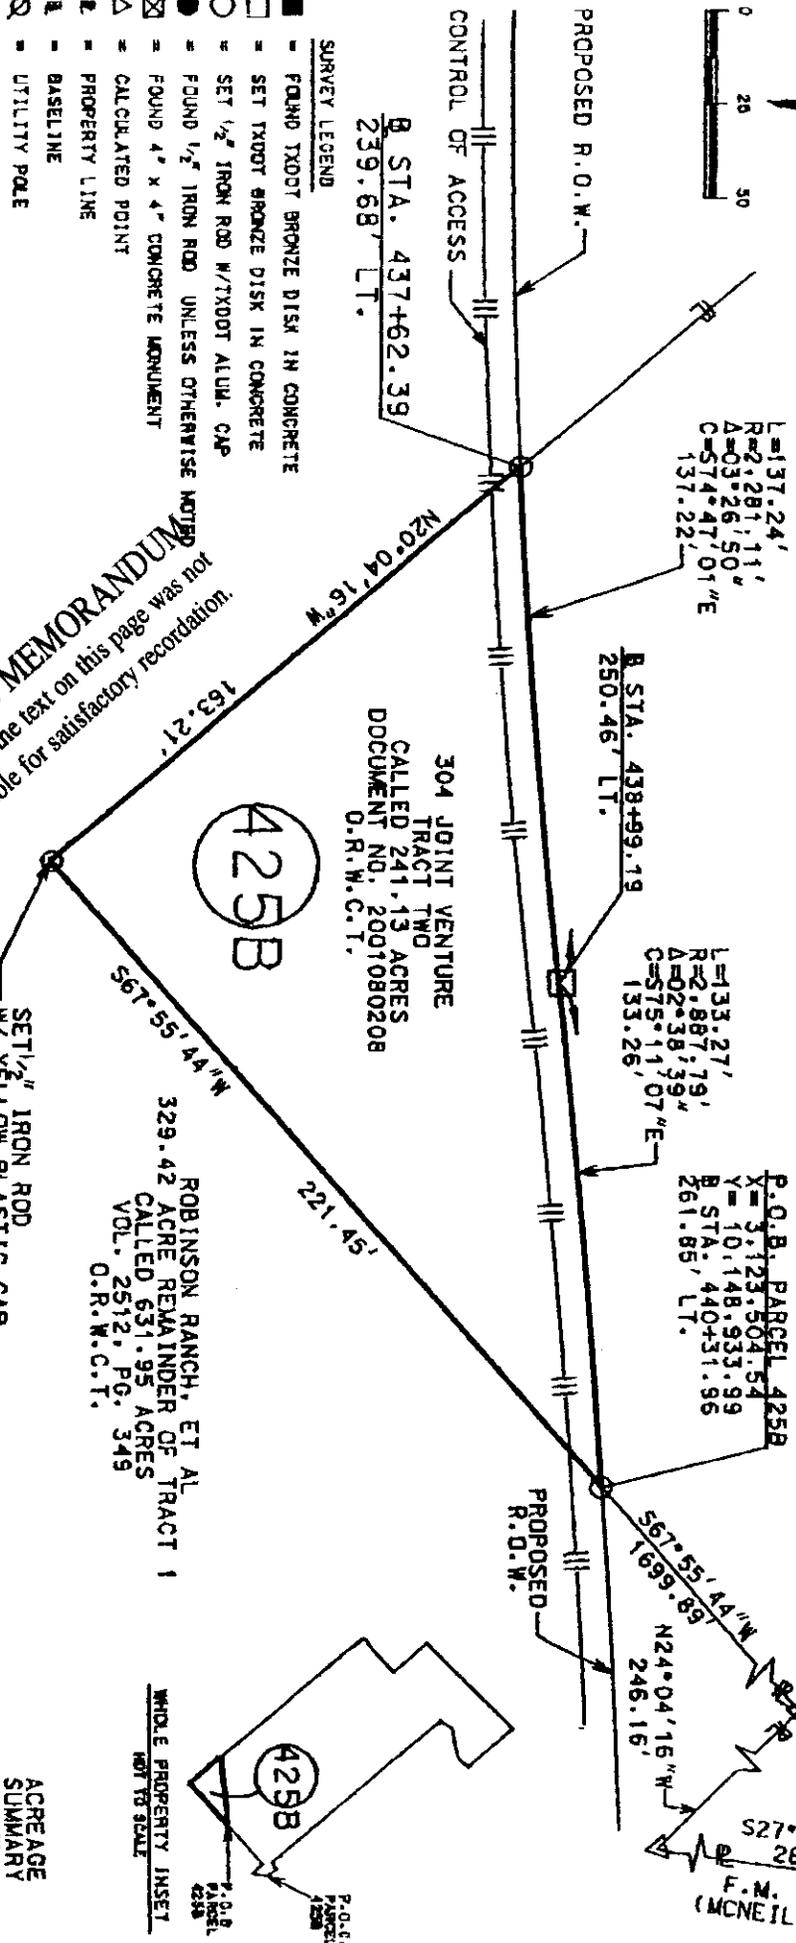 0 25 50
PROPOSED R.O.W.
CONTROL OF ACCESS
B STA. 437+62.39
239.68' LT.
L=137.24'
R=2,281.11'
Δ=03°26'50"
C=S74°47'01"E
137.22'
B STA. 438+99.19
250.46' LT.
L=133.27'
R=2,887.79'
Δ=02°38'39"
C=S75°11'07"E
133.26'
P.O.B. PARCEL 425B
X= 3,123,504.54
Y= 10,148,933.99
B STA. 440+31.96
261.85' LT.
SURVEY LEGEND
= FOUND TXDOT BRONZE DISK IN CONCRETE
= SET TXDOT BRONZE DISK IN CONCRETE
= SET 1/2" IRON ROD W/TXDOT ALUM. CAP
= FOUND 1/2" IRON ROD UNLESS OTHERWISE NOTED
= FOUND 4" x 4" CONCRETE MONUMENT
= CALCULATED POINT
= PROPERTY LINE
= BASELINE
= UTILITY POLE
MEMORANDUM
the text on this page was not
for satisfactory recordation.
N20°04'16"W
163.21'
304 JOINT VENTURE
TRACT TWO
CALLED 241.13 ACRES
DOCUMENT NO. 2001080208
O.R.W.C.T.
425B
S67°55'44"W
221.45'
SET 1/2" IRON ROD
W/ YELLOW PLASTIC CAP
ROBINSON RANCH, ET AL
329.42 ACRE REMAINDER OF TRACT 1
CALLED 631.95 ACRES
VOL. 2512, PG. 349
O.R.W.C.T.
PROPOSED
R.O.W.
S67°55'44"W
1699.89'
N24°04'16"W
246.16'
S27°
F.M.
(MCNEIL
425B
P.O.B
PARCEL
425B
P.O.C.
PARCEL
425B
WHOLE PROPERTY INSET
NOT TO SCALE
ACREAGE
SUMMARY